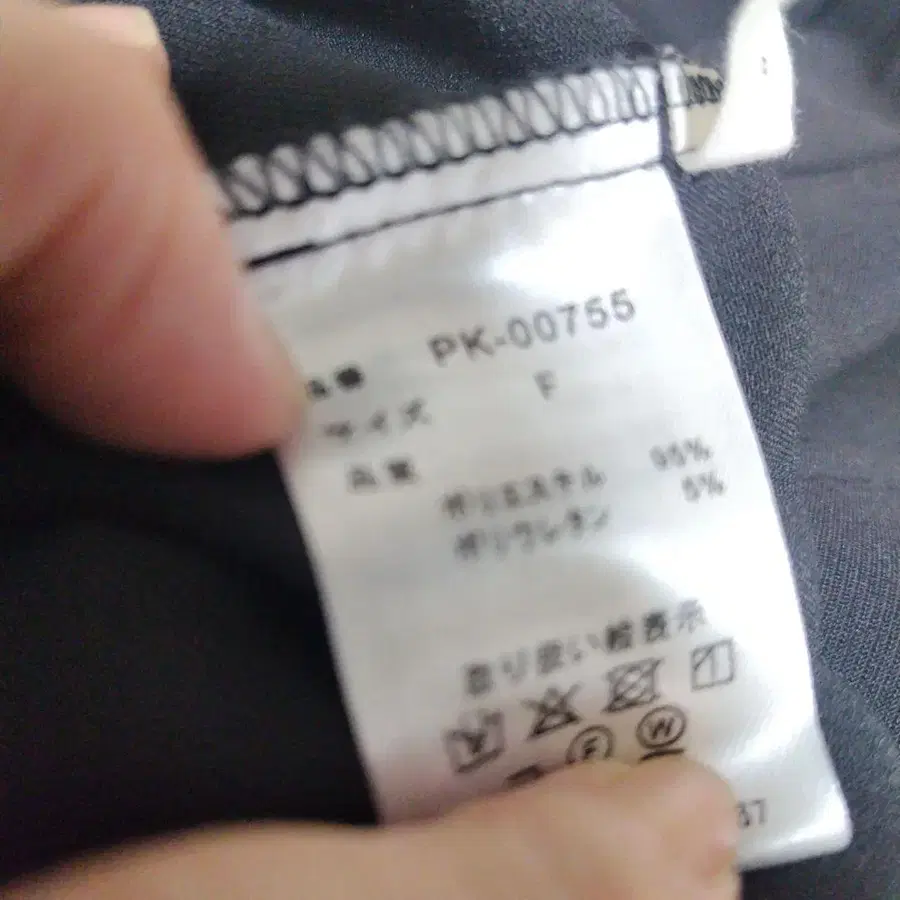 品番 PK-00755
サイズ F
品質
ポリエステル 95%
ポリウレタン 5%
取り扱い絵表示
F W
37